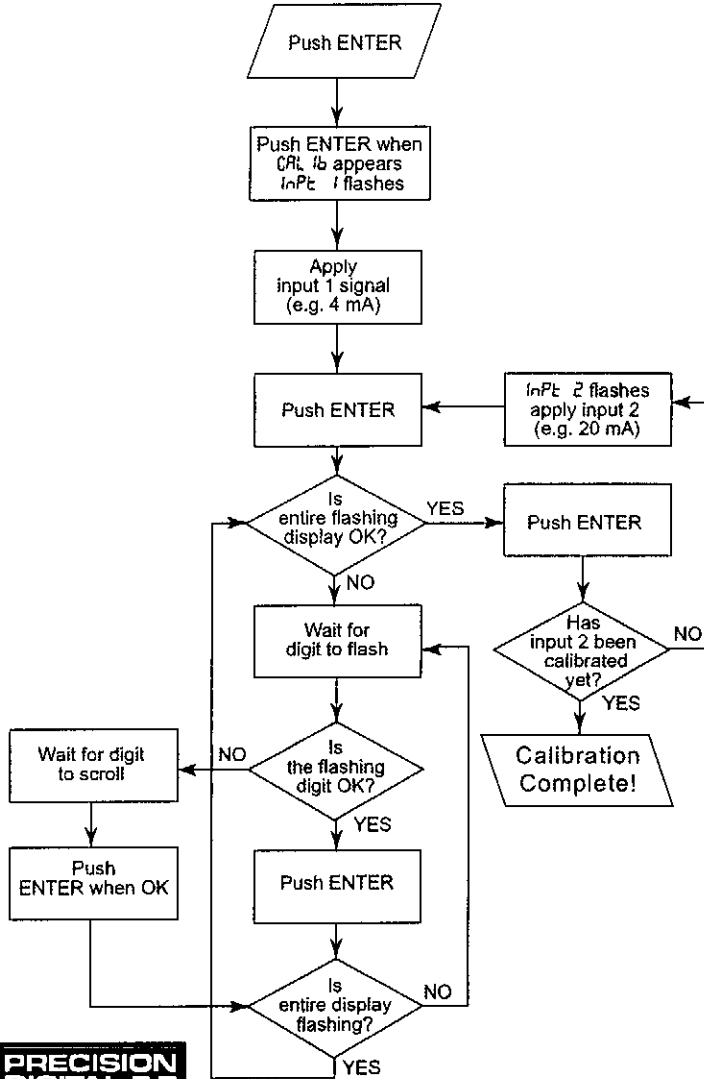 Push ENTER
Push ENTER when
CAL ib appears
InPt 1 flashes
Apply
input 1 signal
(e.g. 4 mA)
Push ENTER
InPt 2 flashes
apply input 2
(e.g. 20 mA)
Is
entire flashing
display OK?
YES
NO
Push ENTER
Has
input 2 been
calibrated
yet?
NO
YES
Calibration
Complete!
Wait for
digit to flash
Is
the flashing
digit OK?
NO
YES
Wait for digit
to scroll
Push
ENTER when OK
Push ENTER
Is
entire display
flashing?
NO
YES
PRECISION